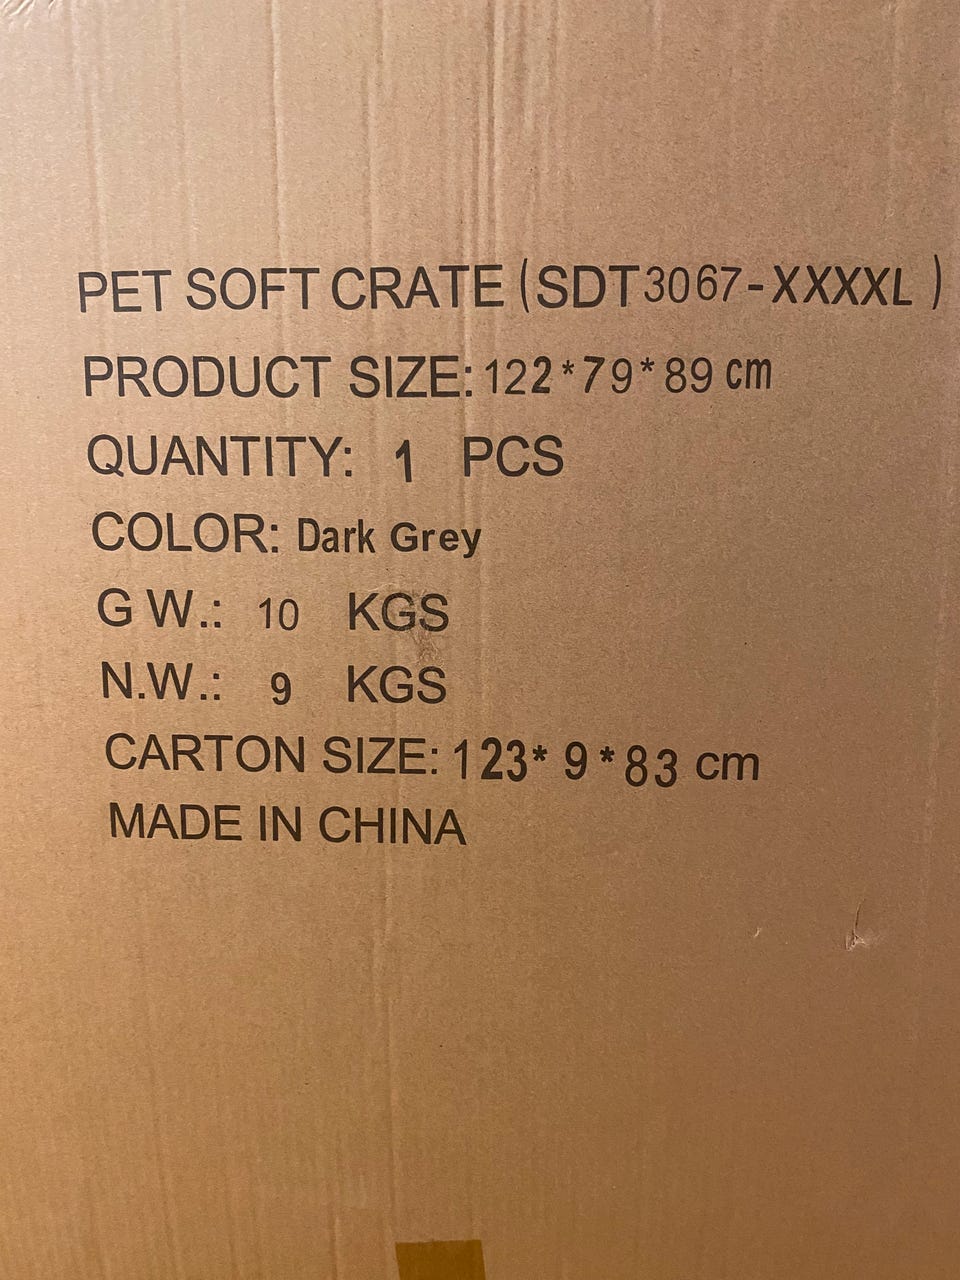 PET SOFT CRATE (SDT3067-XXXXL )
PRODUCT SIZE: 122*79*89 cm
QUANTITY: 1 PCS
COLOR: Dark Grey
G W.: 10 KGS
N.W.: 9 KGS
CARTON SIZE: 123* 9 * 83 cm
MADE IN CHINA